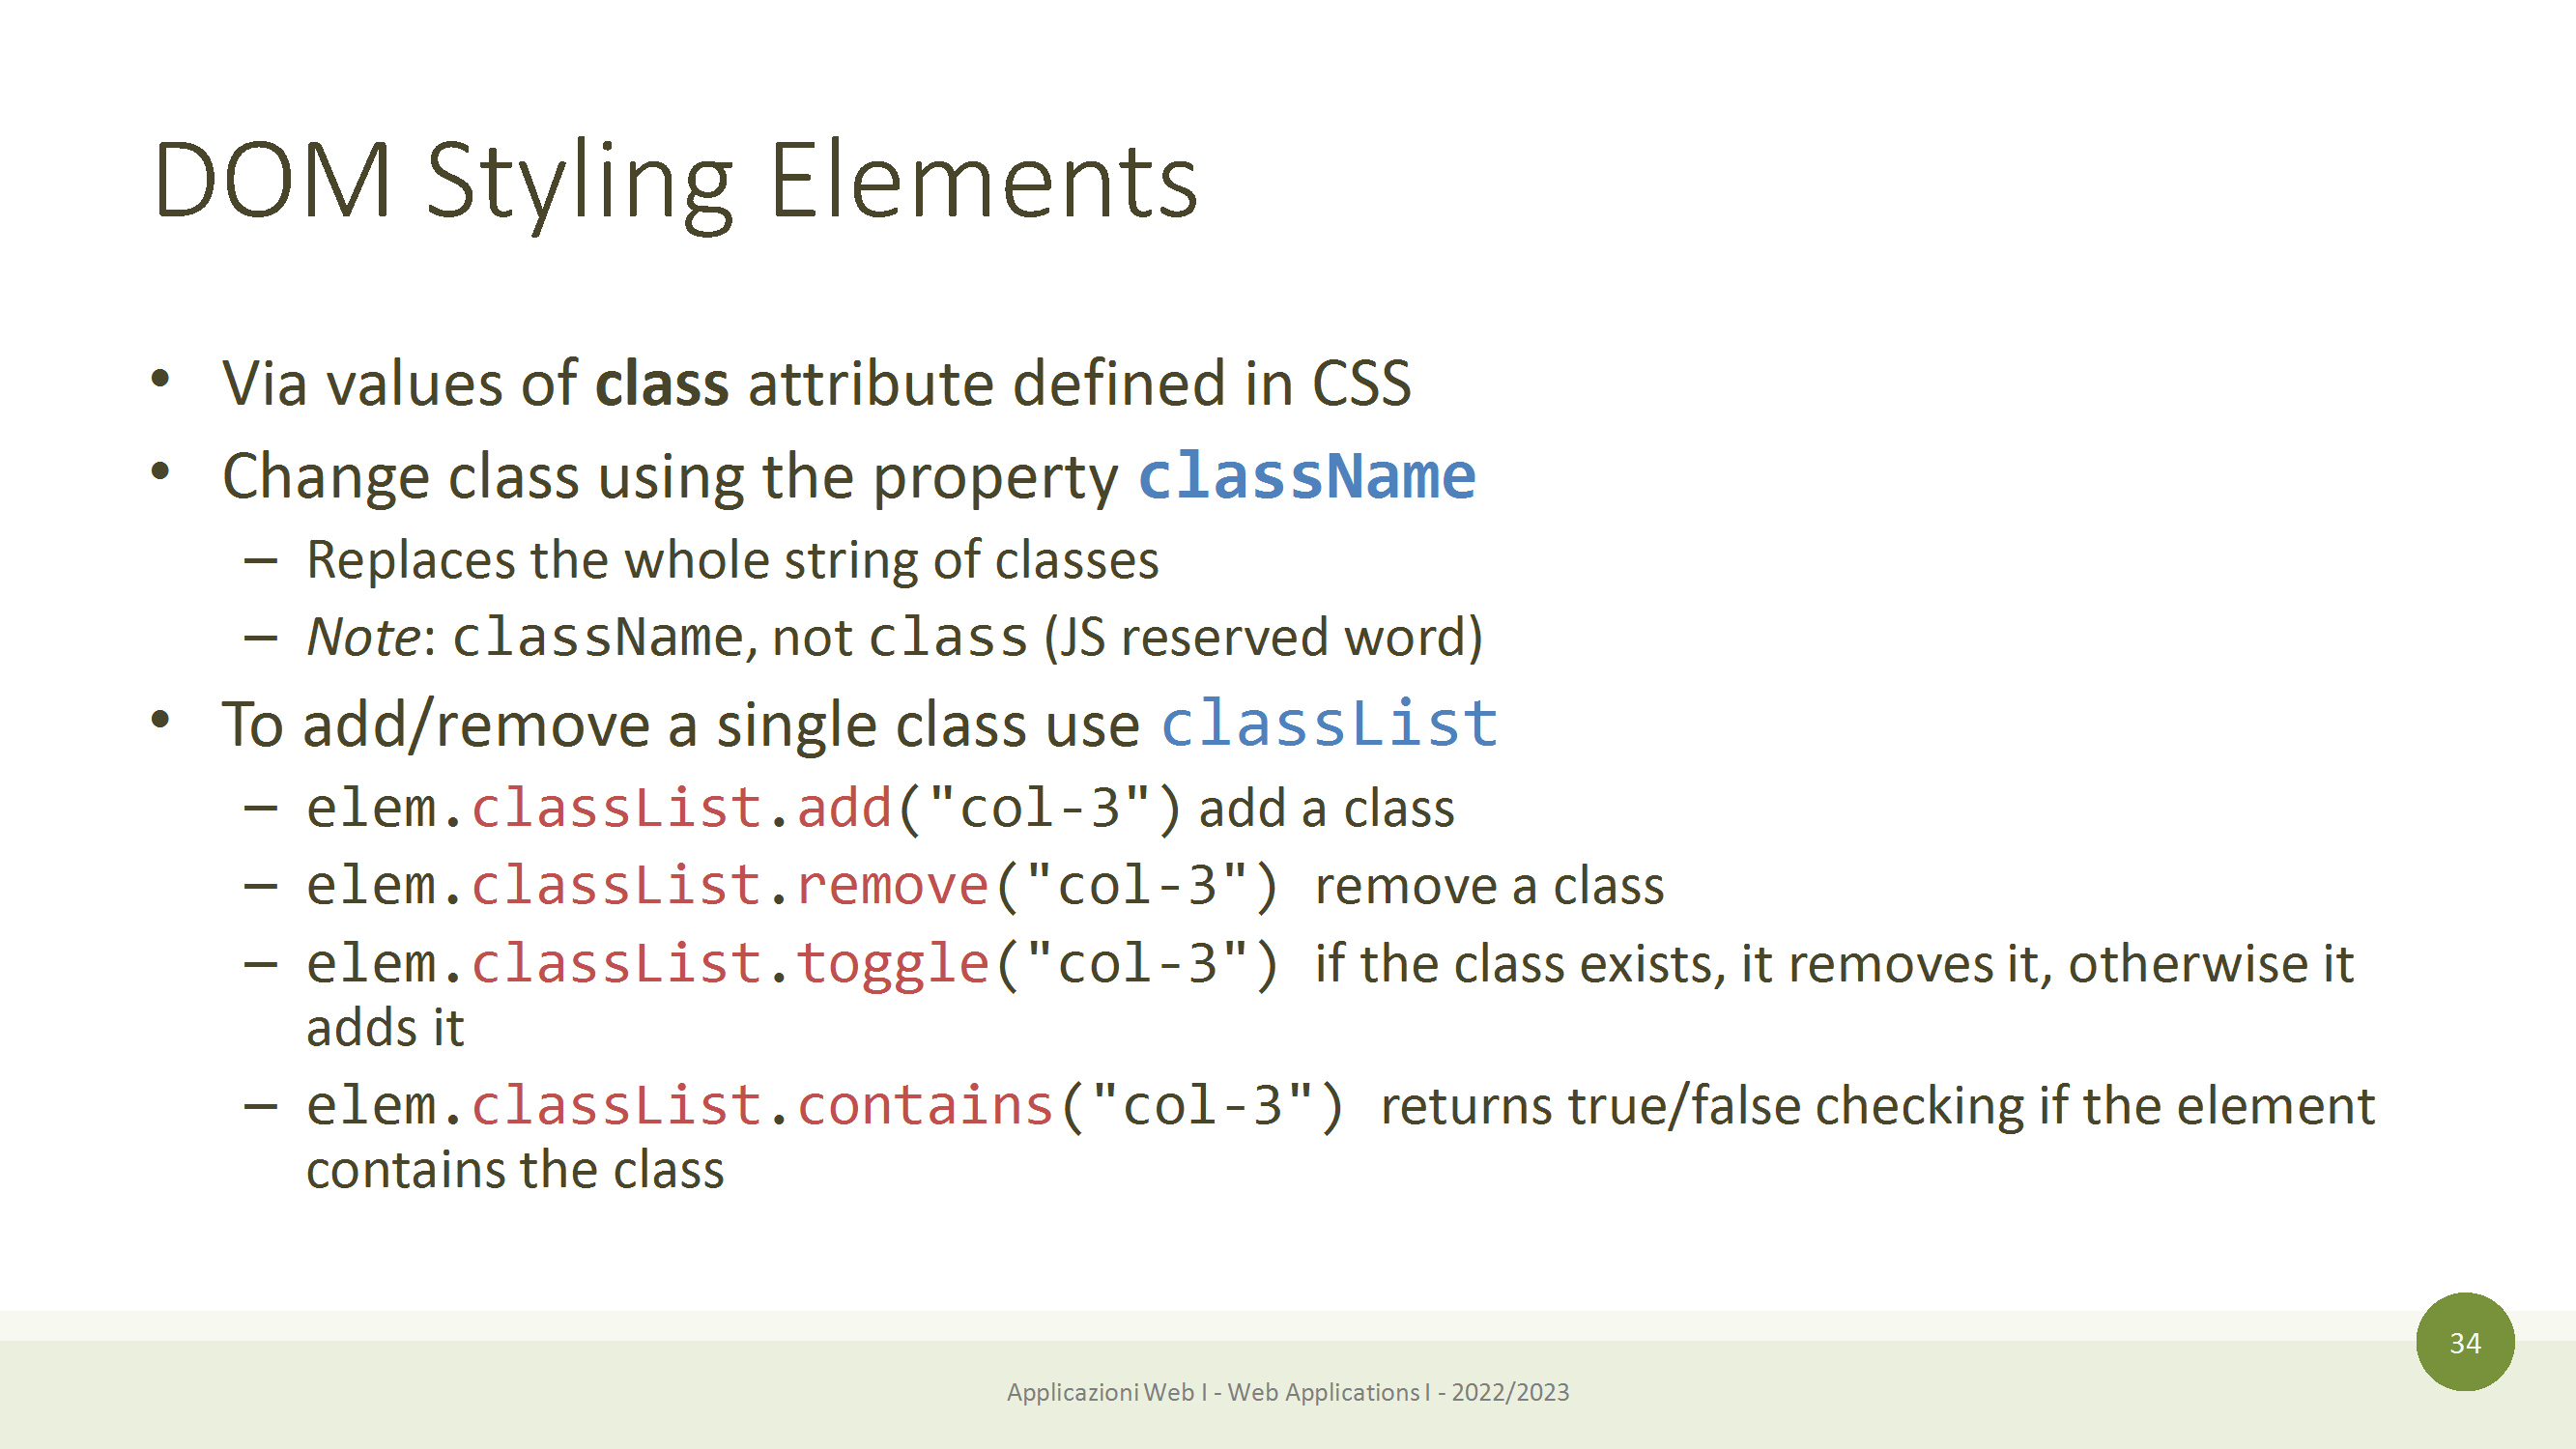 DOM Styling Elements
• Via values of class attribute defined in CSS
• Change class using the property className
– Replaces the whole string of classes
– Note: className, not class (JS reserved word)
• To add/remove a single class use classList
– elem.classList.add("col-3") add a class
– elem.classList.remove("col-3") remove a class
– elem.classList.toggle("col-3") if the class exists, it removes it, otherwise it
adds it
– elem.classList.contains("col-3") returns true/false checking if the element
contains the class
34
Applicazioni Web I - Web Applications I - 2022/2023